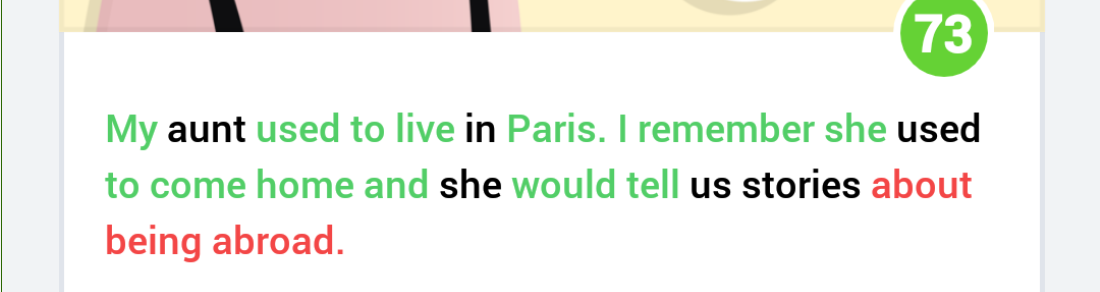 73
My aunt used to live in Paris. I remember she used
to come home and she would tell us stories about
being abroad.